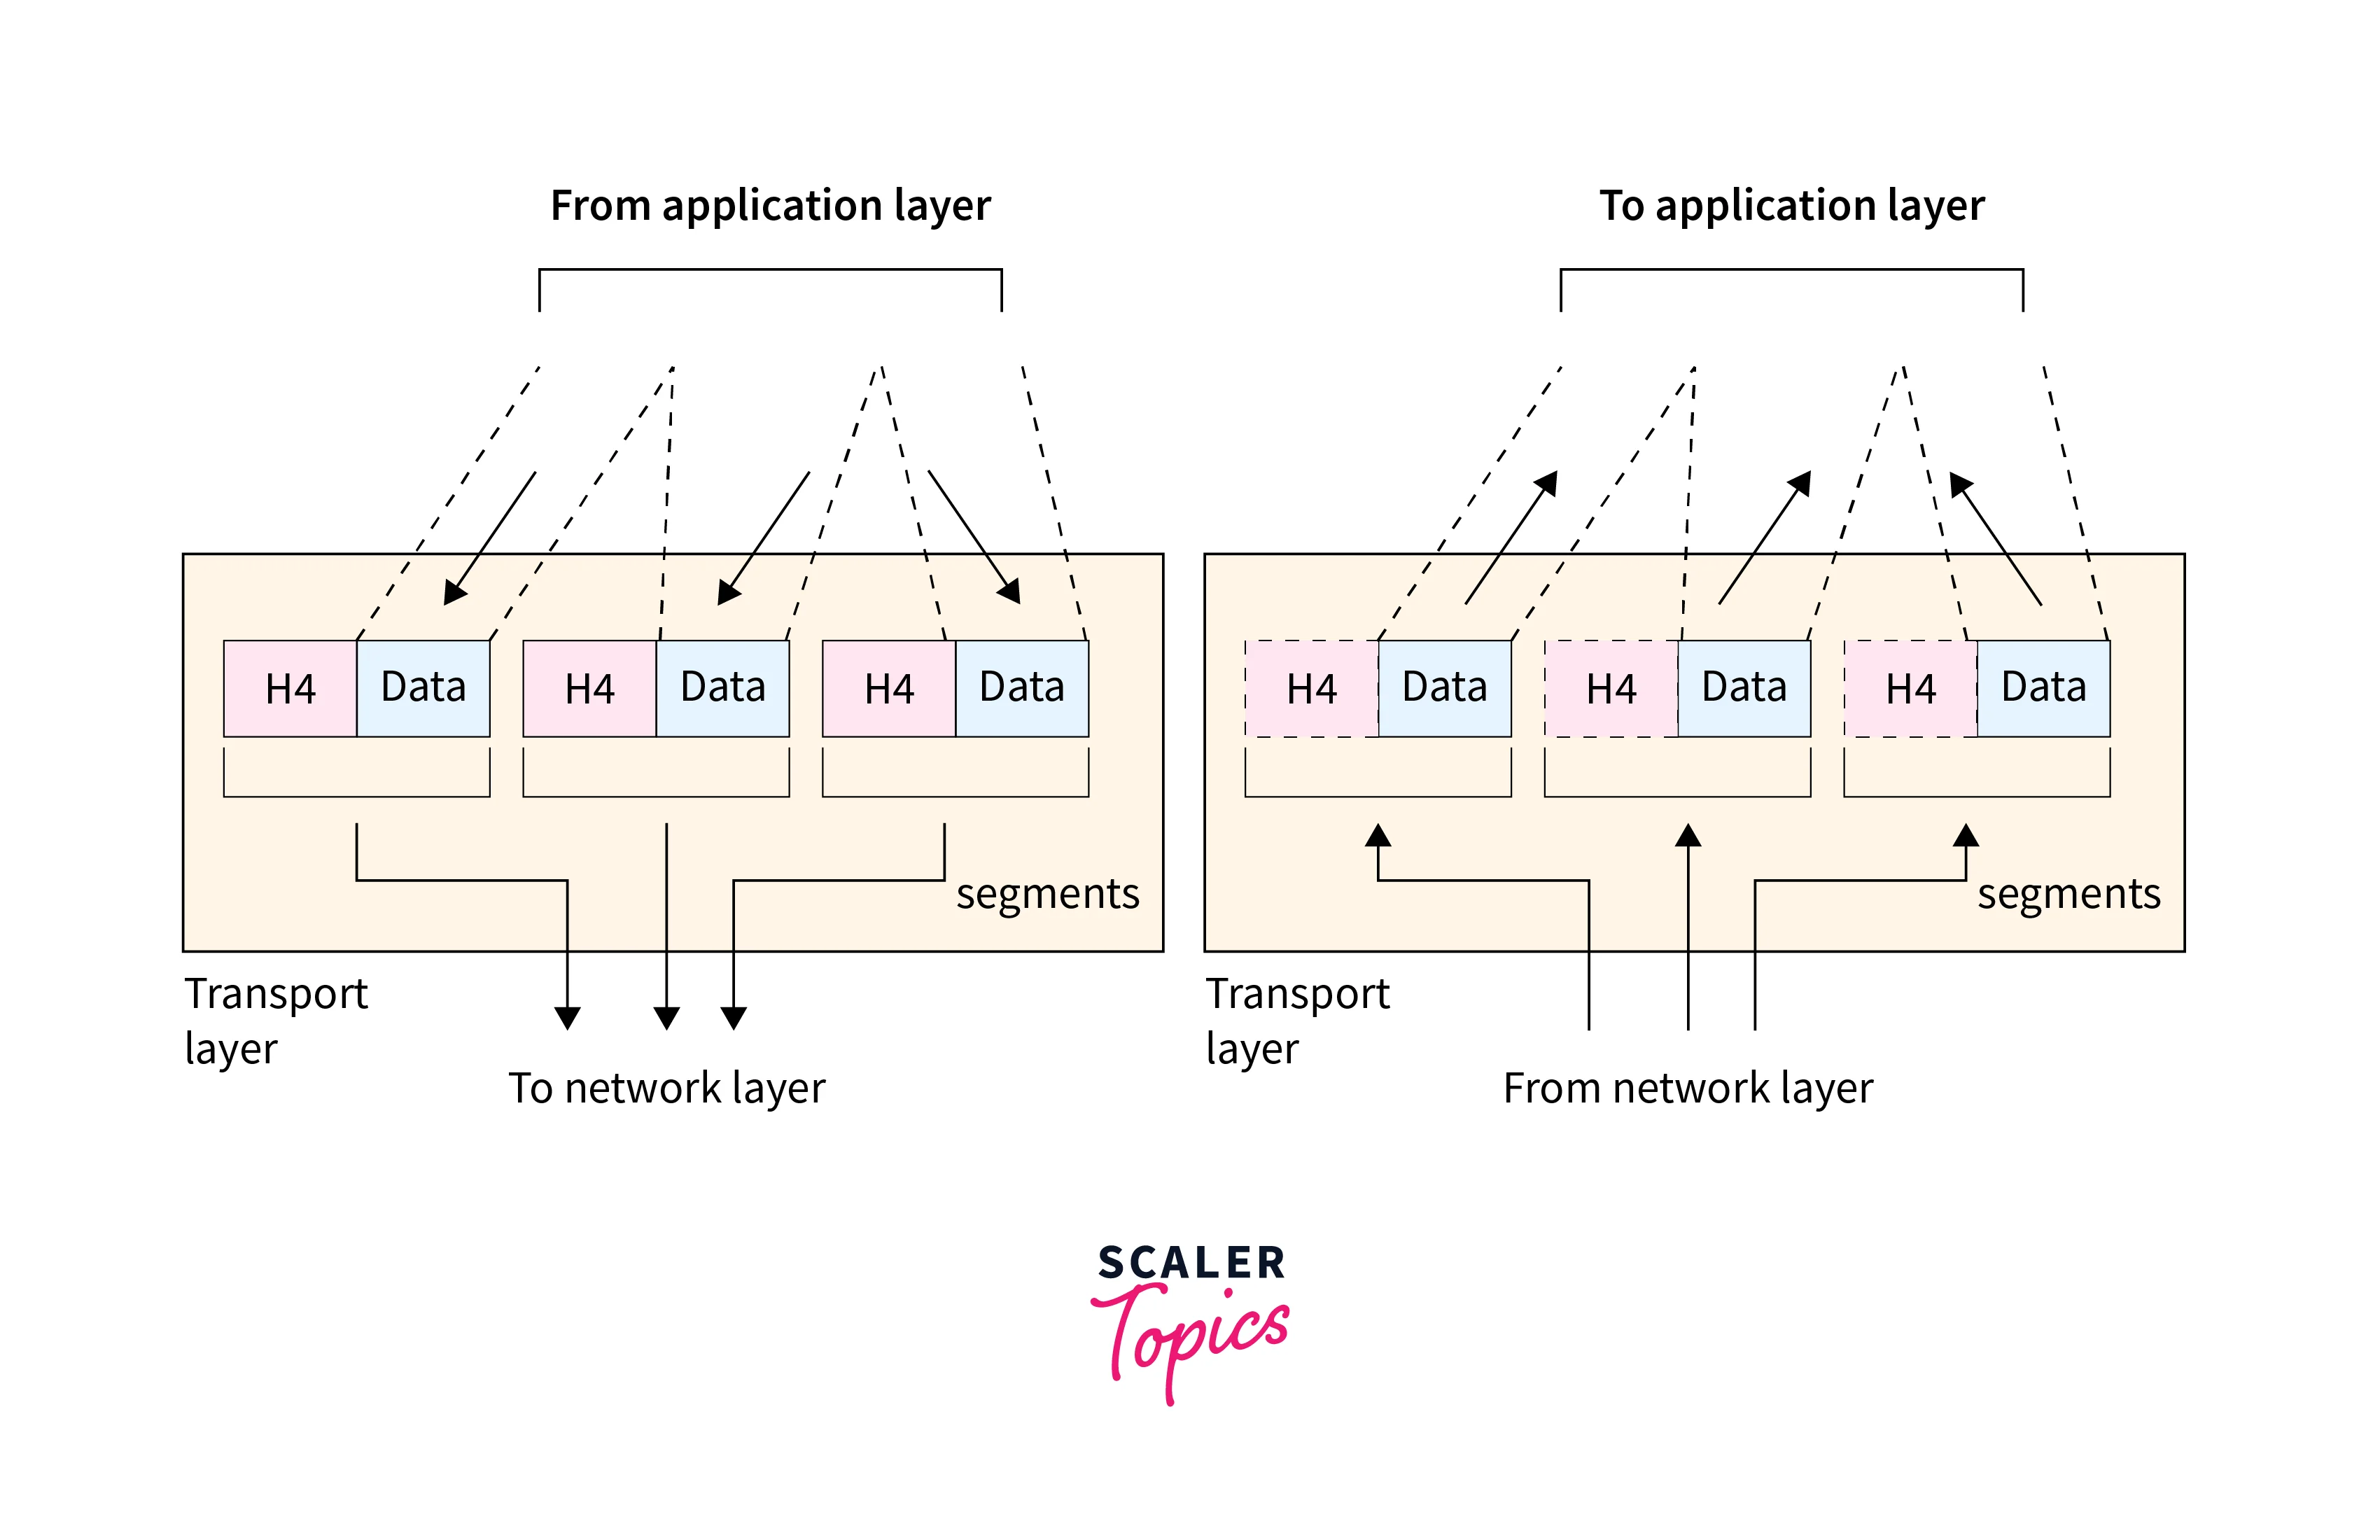 From application layer
To application layer
H4 Data H4 Data H4 Data
H4 Data H4 Data H4 Data
segments
segments
Transport
layer
Transport
layer
To network layer
From network layer
SCALER
Topics